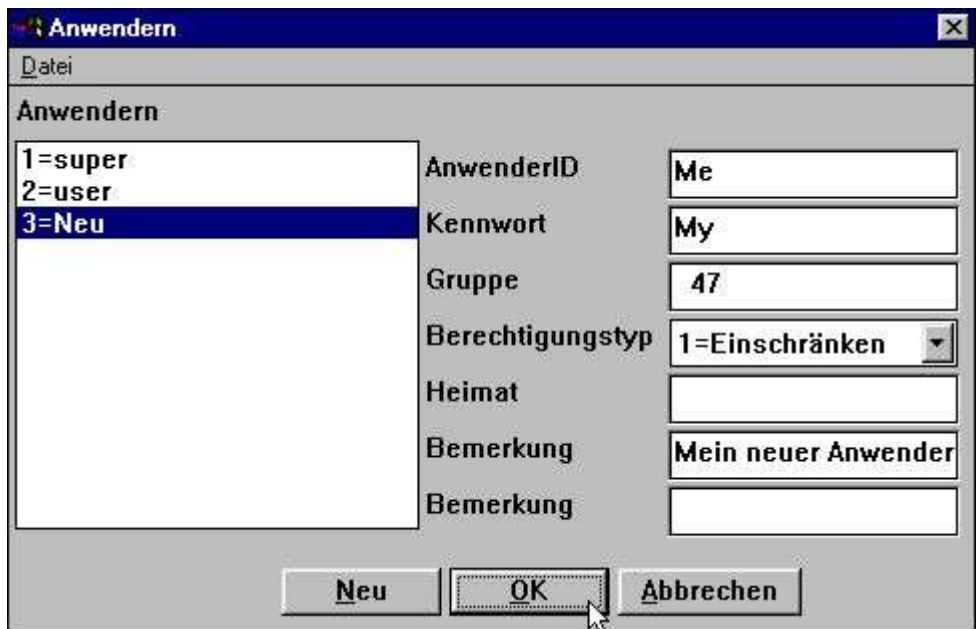 Anwendern
Datei
Anwendern
1=super
2=user
3=Neu
AnwenderID
Me
Kennwort
My
Gruppe
47
Berechtigungstyp
1=Einschränken
Heimat
Bemerkung
Mein neuer Anwender
Bemerkung
Neu
OK
Abbrechen